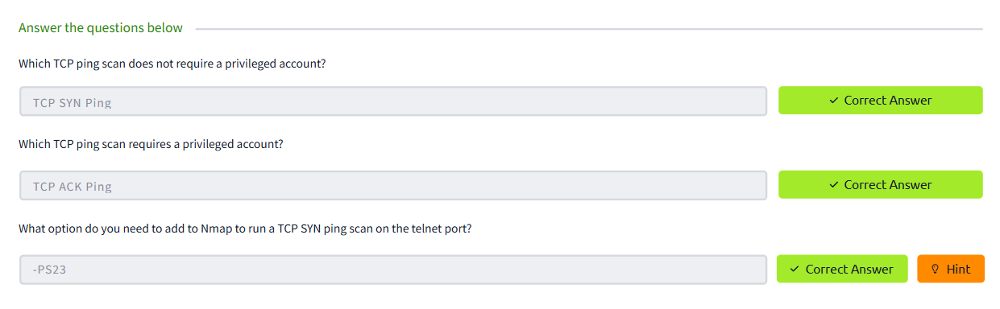 Answer the questions below
Which TCP ping scan does not require a privileged account?
TCP SYN Ping
Correct Answer
Which TCP ping scan requires a privileged account?
TCP ACK Ping
Correct Answer
What option do you need to add to Nmap to run a TCP SYN ping scan on the telnet port?
-PS23
Correct Answer
Hint